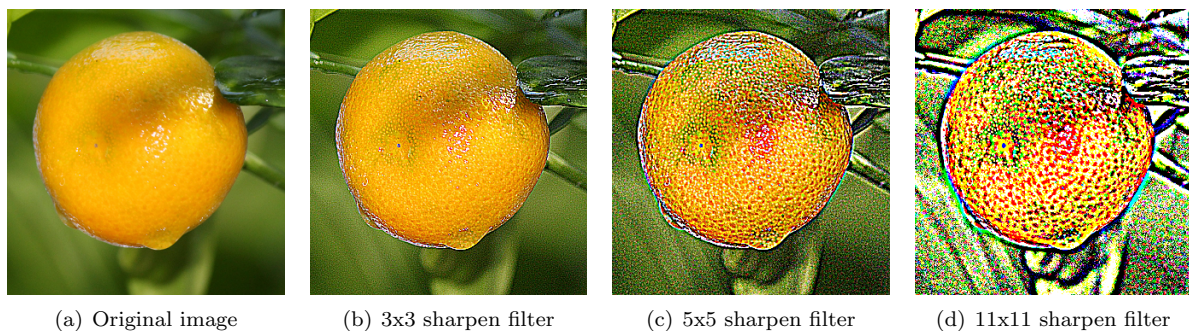 (a) Original image
(b) 3x3 sharpen filter
(c) 5x5 sharpen filter
(d) 11x11 sharpen filter